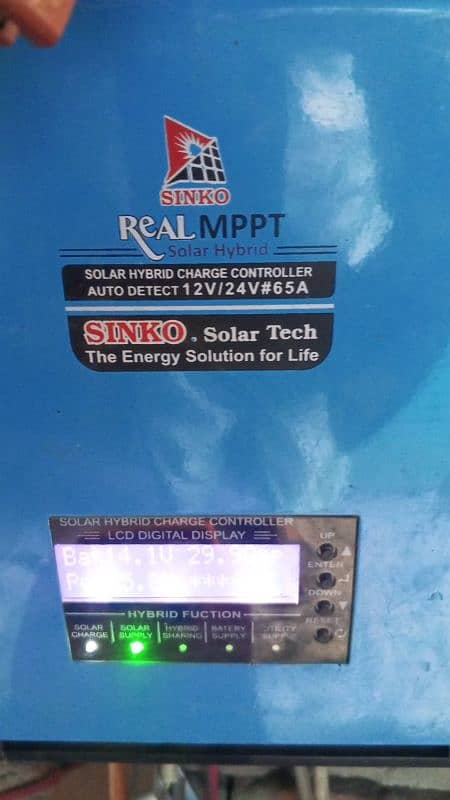 SINKO
ReAL MPPT
Solar Hybrid
SOLAR HYBRID CHARGE CONTROLLER
AUTO DETECT 12V/24V#65A
SINKO Solar Tech
The Energy Solution for Life
SOLAR HYBRID CHARGE CONTROLLER
LCD DIGITAL DISPLAY
UP
ENTER
DOWN
RESET
HYBRID FUCTION
SOLAR CHARGE
SOLAR SUPPLY
HYBRID SHARING
BATERY SUPPLY